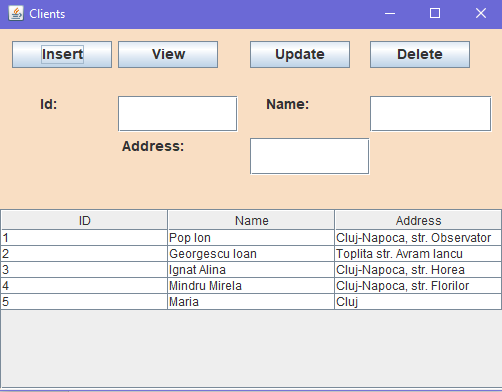 Clients
Insert View Update Delete
Id: Name:
Address:
ID Name Address
1 Pop Ion Cluj-Napoca, str. Observator
2 Georgescu Ioan Toplita str. Avram Iancu
3 Ignat Alina Cluj-Napoca, str. Horea
4 Mindru Mirela Cluj-Napoca, str. Florilor
5 Maria Cluj